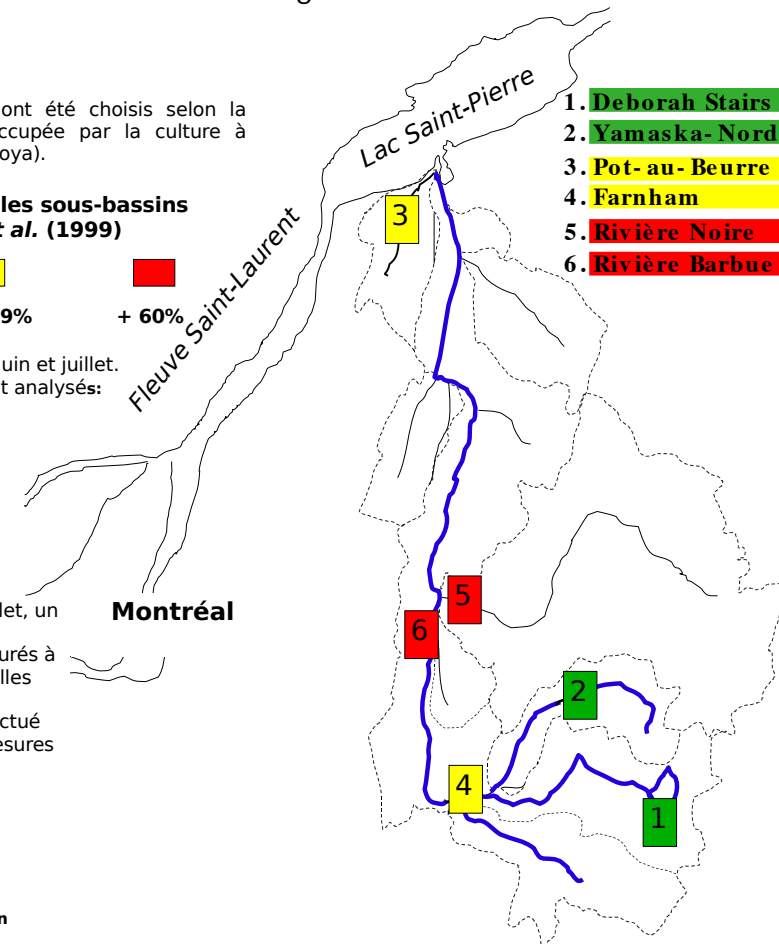 ont été choisis selon la
ccupée par la culture à
oya).
les sous-bassins
t al. (1999)
9%
+ 60%
uin et juillet.
t analysés:
let, un
urés à
lles
ctué
esures
n
Montréal
Fleuve Saint-Laurent
Lac Saint-Pierre
1. Deborah Stairs
2. Yamaska-Nord
3. Pot-au-Beurre
4. Farnham
5. Rivière Noire
6. Rivière Barbue
3
5
6
2
4
1